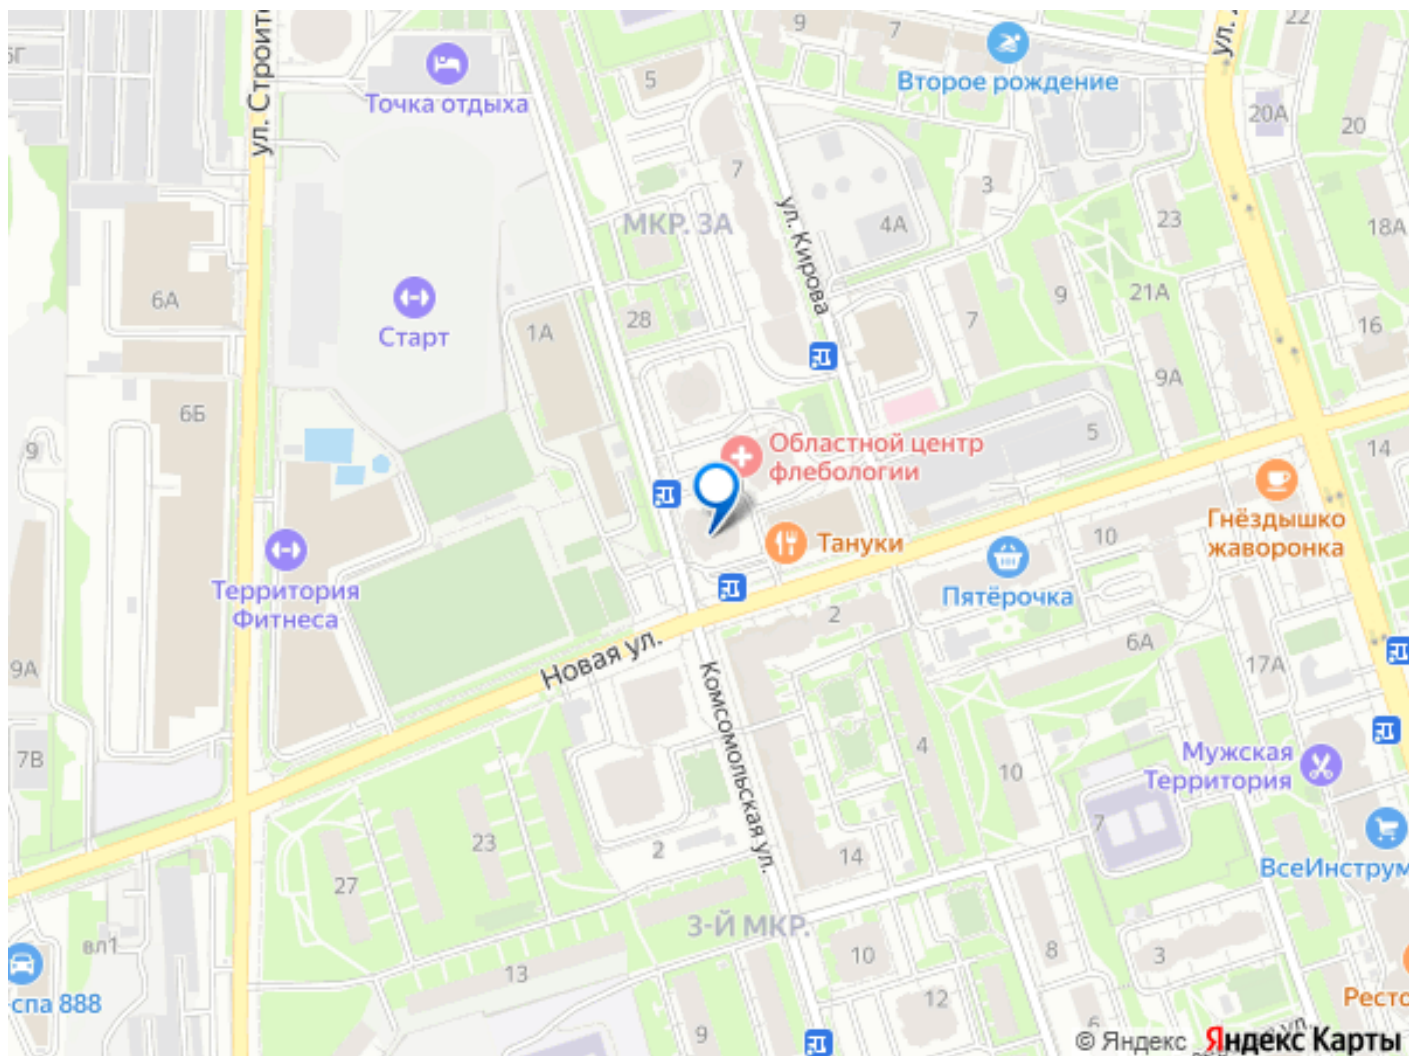 9
7
22
ул. Строит
5Г
Точка отдыха
5
Второе рождение
20А
20
7
3
23
18А
МКР. 3А
4А
ул. Кирова
6А
Старт
1А
28
7
9
21А
16
9А
6Б
9
5
14
Областной центр
флебологии
Тануки
Гнёздышко
жаворонка
10
Пятёрочка
Территория
Фитнеса
2
6А
17А
9А
Новая ул.
Комсомольская ул.
7В
4
10
Мужская
Территория
23
2
14
7
ВсеИнструм
27
3-Й МКР.
вл1
13
10
8
3
-спа 888
12
9
6
Ресто
© Яндекс Яндекс Карты